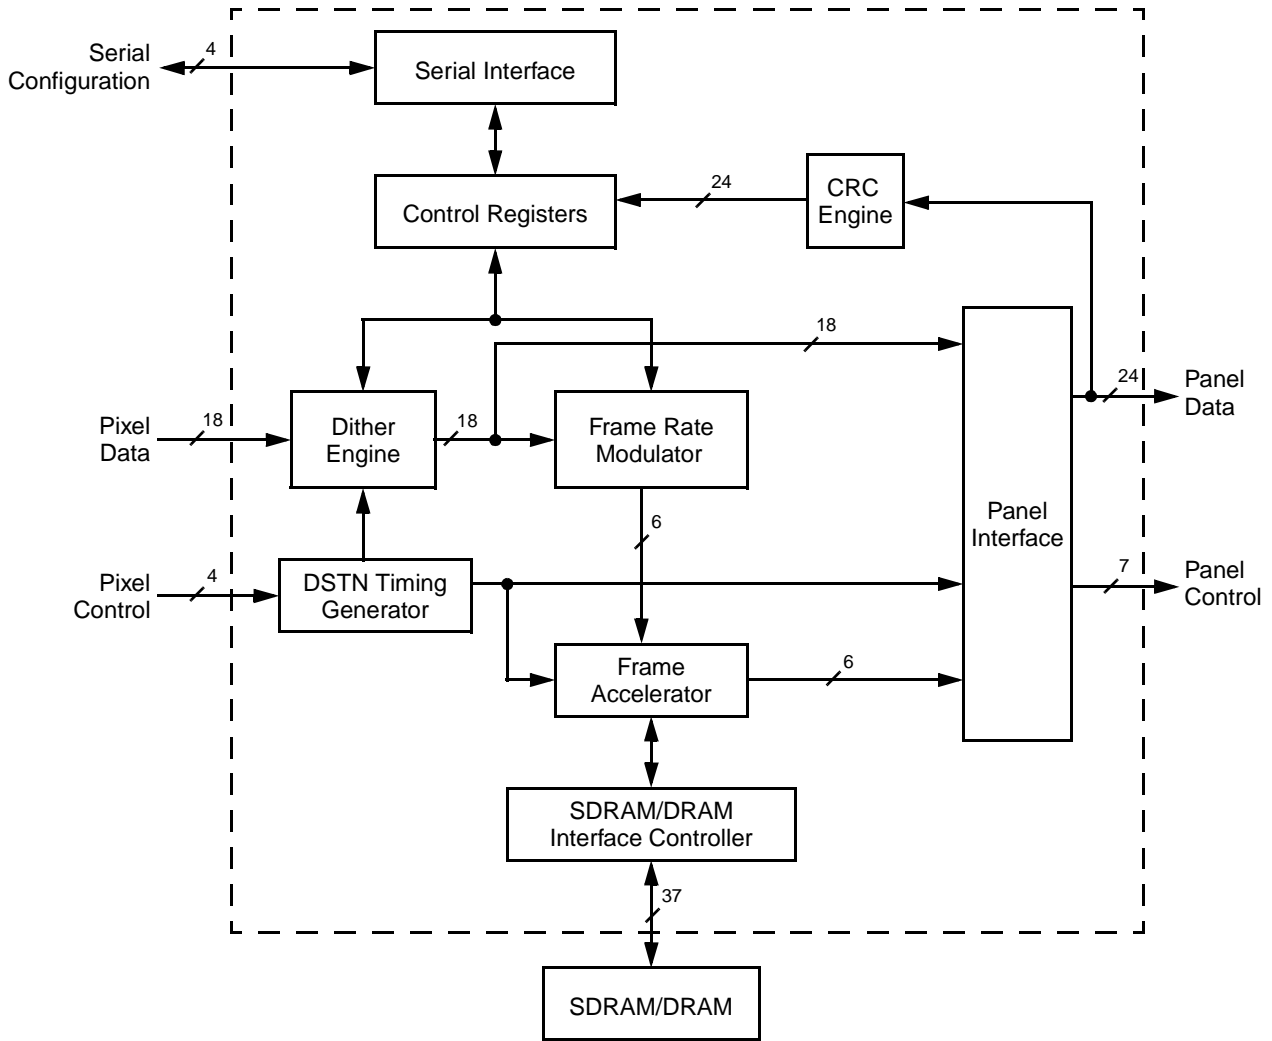 Serial
Configuration
4
Serial Interface
Control Registers
24
CRC
Engine
18
Pixel
Data
18
Dither
Engine
18
Frame Rate
Modulator
24
Panel
Data
6
Panel
Interface
Pixel
Control
4
DSTN Timing
Generator
7
Panel
Control
Frame
Accelerator
6
SDRAM/DRAM
Interface Controller
37
SDRAM/DRAM